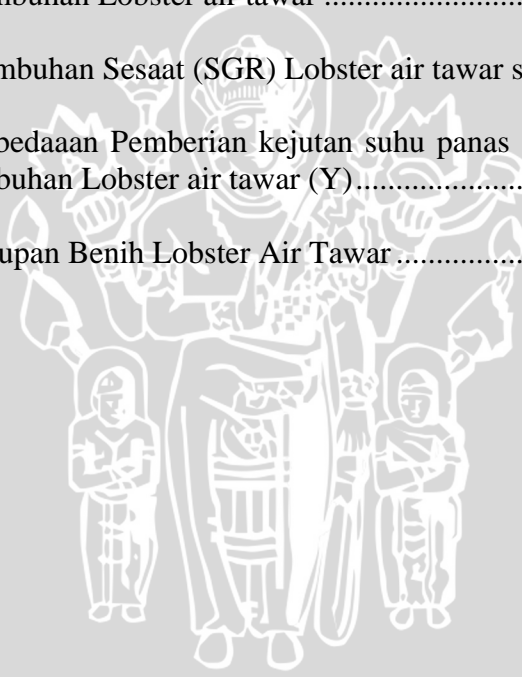 mbuhan Lobster air tawar ........................
mbuhan Sesaat (SGR) Lobster air tawar s
bedaaan Pemberian kejutan suhu panas
buhan Lobster air tawar (Y).....................
upan Benih Lobster Air Tawar ................